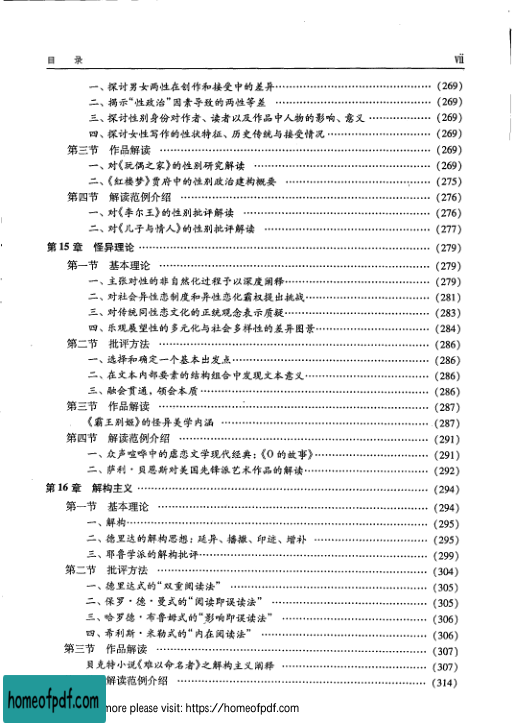 目 录 vii
一、探讨男女两性在创作和接受中的差异……(269)
二、揭示“性政治”因素导致的两性等差……(269)
三、探讨性别身份对作者、读者以及作品中人物的影响、意义……(269)
四、探讨女性写作的性状特征、历史传统与接受情况……(269)
第三节 作品解读……(269)
一、对《玩偶之家》的性别研究解读……(269)
二、《红楼梦》贾府中的性别政治建构概要……(275)
第四节 解读范例介绍……(276)
一、对《李尔王》的性别批评解读……(276)
二、对《儿子与情人》的性别批评解读……(277)
第15章 怪异理论……(279)
第一节 基本理论……(279)
一、主张对性的非自然化过程予以深度阐释……(279)
二、对社会异性恋制度和异性恋化霸权提出挑战……(281)
三、对传统同性恋文化的正统观念表示质疑……(283)
四、乐观展望性的多元化与社会多样性的差异图景……(284)
第二节 批评方法……(286)
一、选择和确定一个基本出发点……(286)
二、在文本内部要素的结构组合中发现文本意义……(286)
三、融会贯通,领会本质……(286)
第三节 作品解读……(287)
《霸王别姬》的怪异美学内涵……(287)
第四节 解读范例介绍……(291)
一、众声喧哗中的虐恋文学现代经典:《O的故事》……(291)
二、萨利·贝恩斯对美国先锋派艺术作品的解读……(292)
第16章 解构主义……(294)
第一节 基本理论……(294)
一、解构……(295)
二、德里达的解构思想:延异、播撒、印迹、增补……(295)
三、耶鲁学派的解构批评……(299)
第二节 批评方法……(304)
一、德里达式的“双重阅读法”……(305)
二、保罗·德·曼式的“阅读即误读法”……(305)
三、哈罗德·布鲁姆式的“影响即误读法”……(306)
四、希利斯·米勒式的“内在阅读法”……(306)
第三节 作品解读……(307)
贝克特小说《难以命名者》之解构主义阐释……(307)
解读范例介绍……(314)
homeofpdf.com
more please visit: https://homeofpdf.com